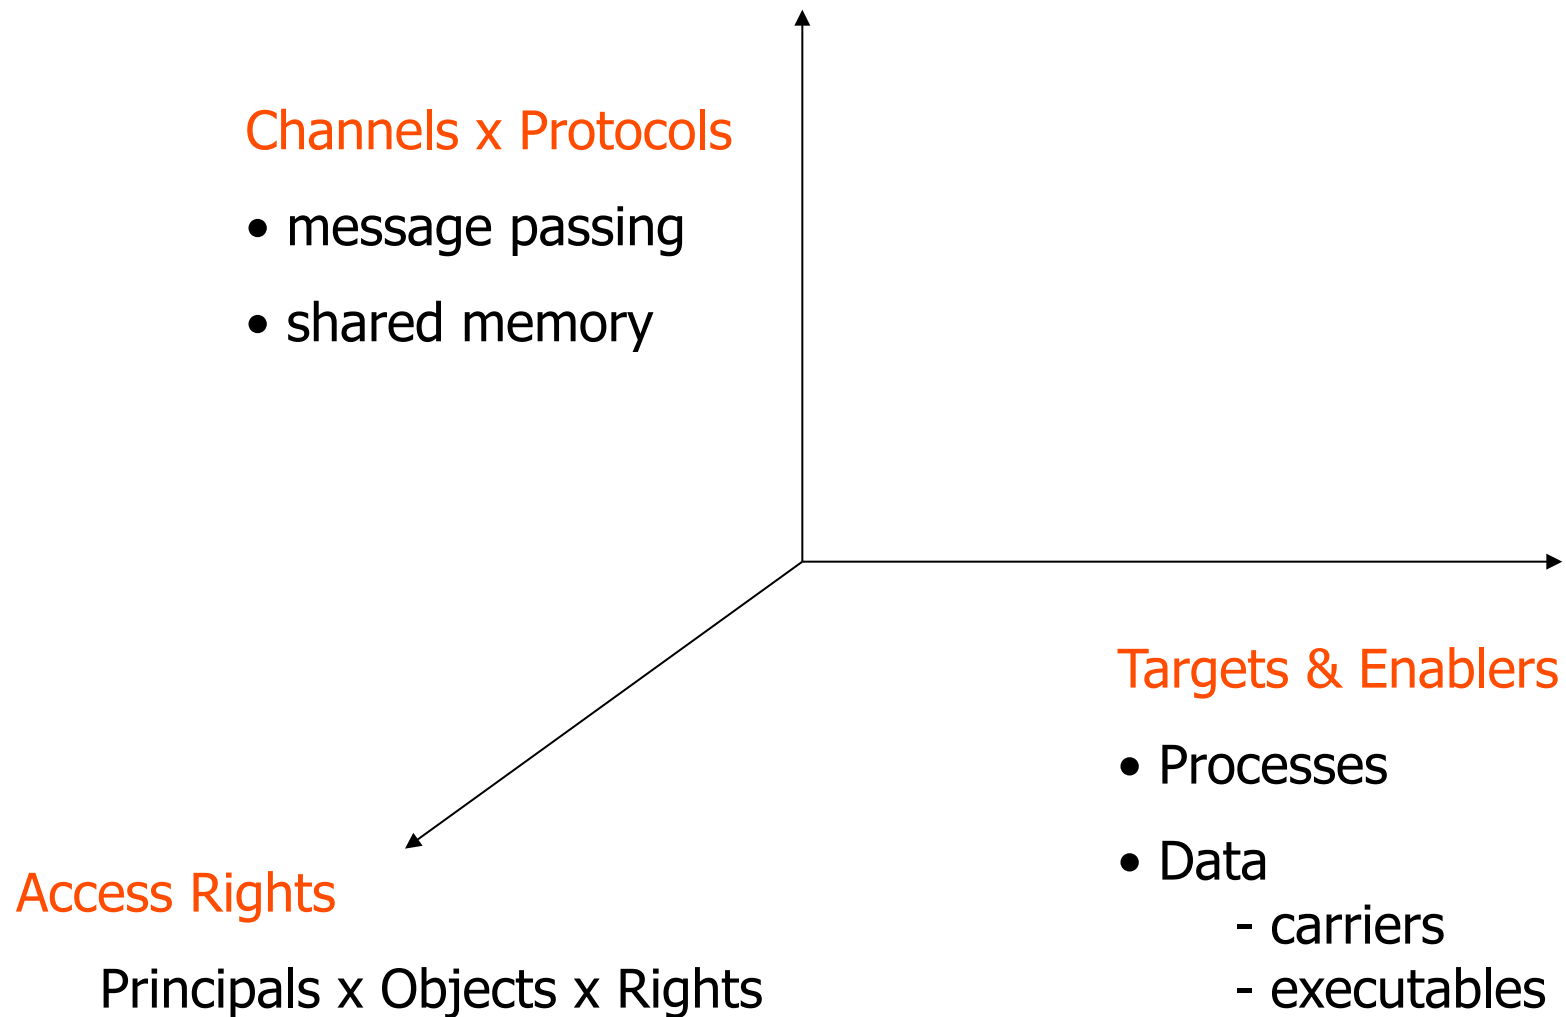 Channels x Protocols
• message passing
• shared memory
Targets & Enablers
• Processes
• Data
- carriers
- executables
Access Rights
Principals x Objects x Rights